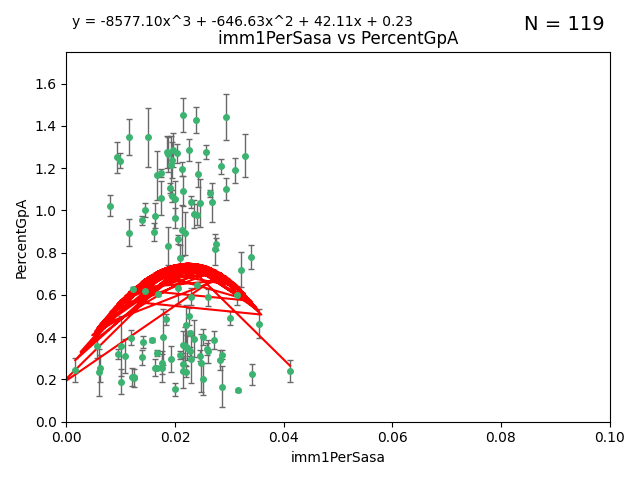 y = -8577.10x^3 + -646.63x^2 + 42.11x + 0.23
N = 119
imm1PerSasa vs PercentGpA
PercentGpA
1.6
1.4
1.2
1.0
0.8
0.6
0.4
0.2
0.0
0.00 0.02 0.04 0.06 0.08 0.10
imm1PerSasa